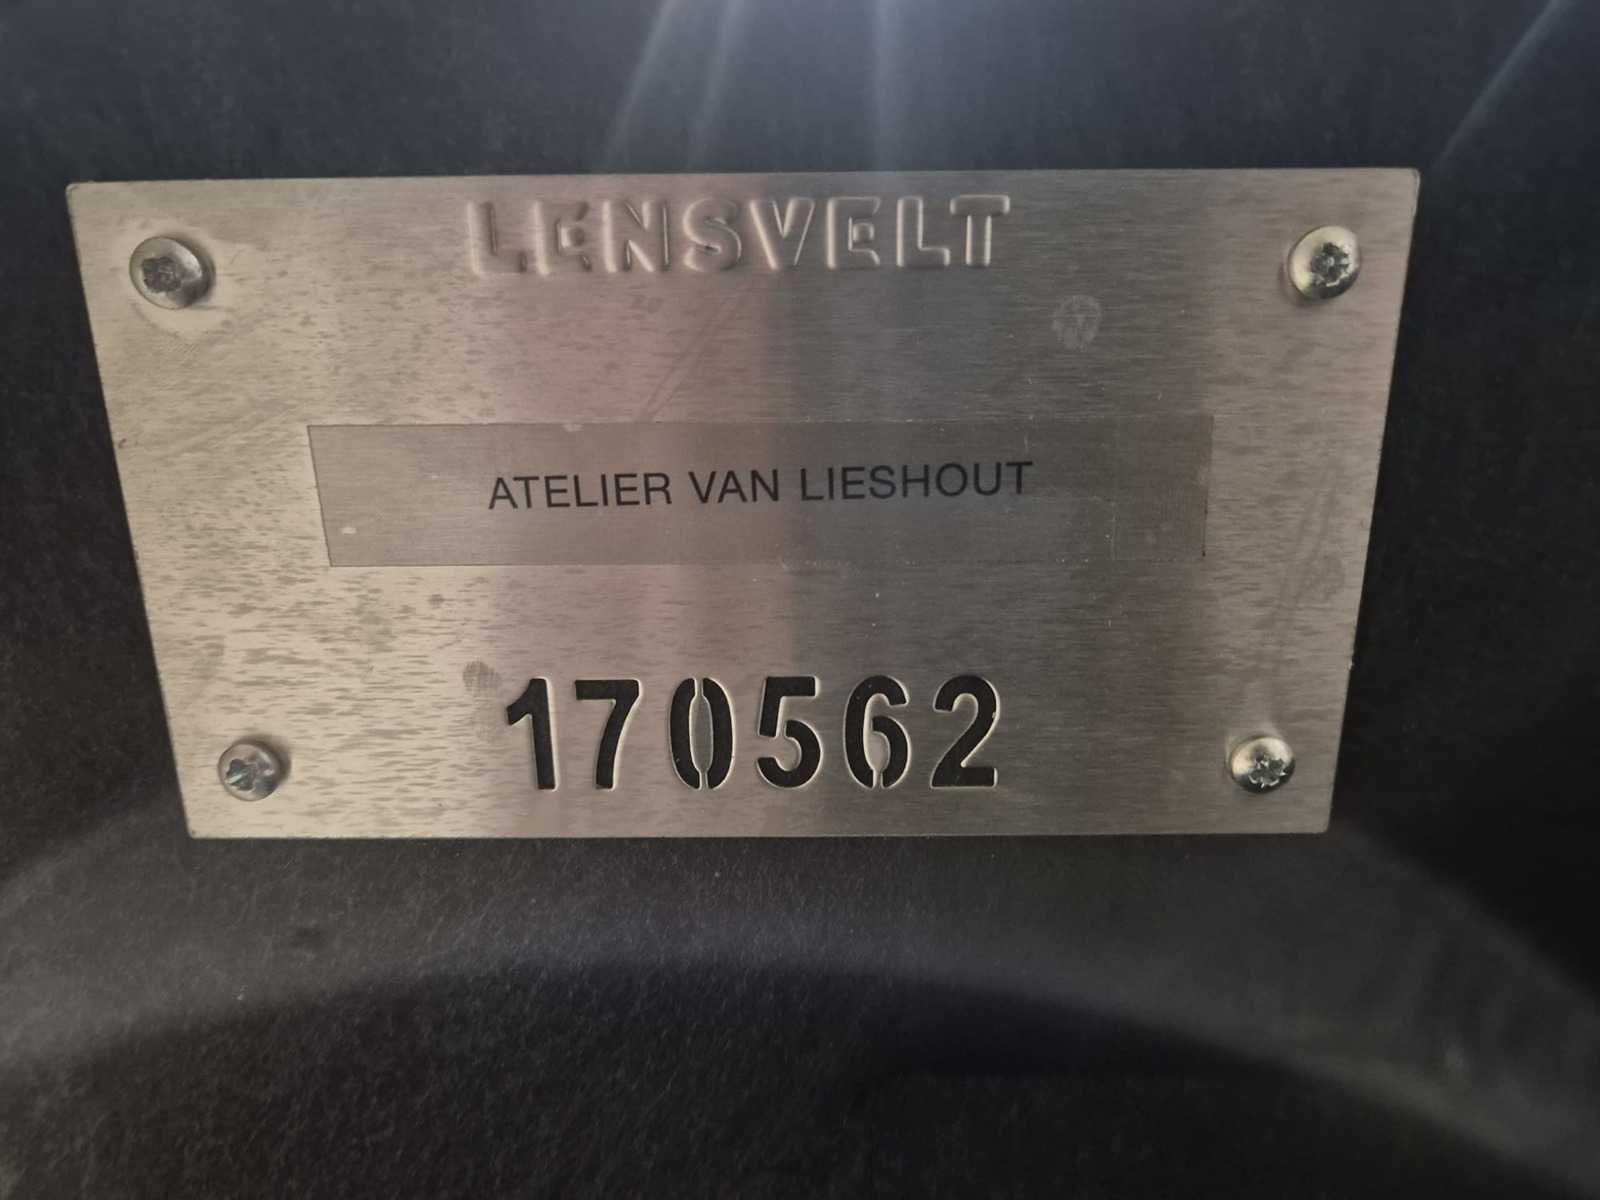 LENSVELT
ATELIER VAN LIESHOUT
170562